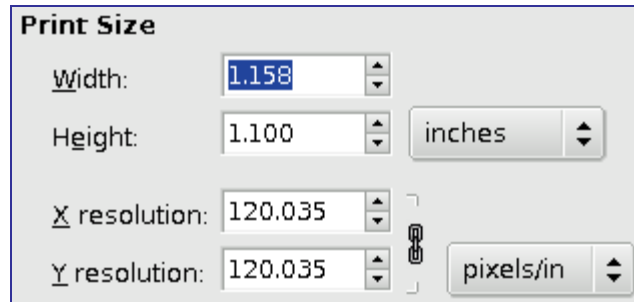 Print Size
Width: 1.158
Height: 1.100 inches
X resolution: 120.035
Y resolution: 120.035 pixels/in